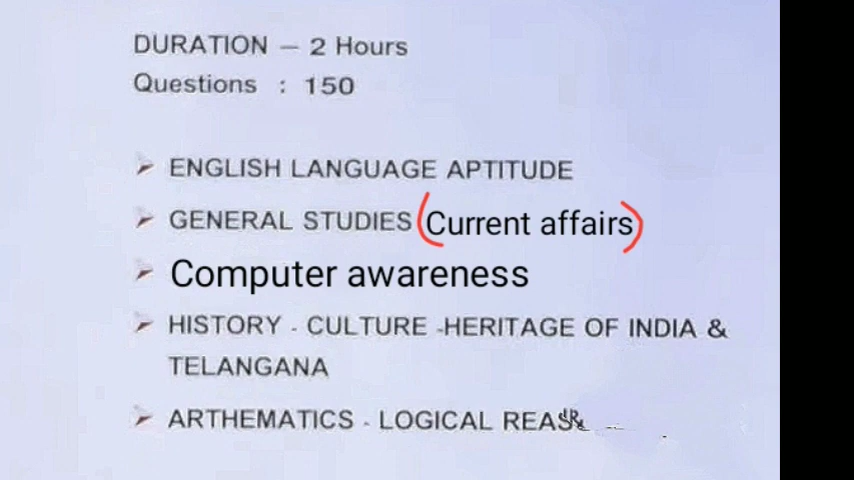 DURATION – 2 Hours
Questions : 150
➢ ENGLISH LANGUAGE APTITUDE
➢ GENERAL STUDIES (Current affairs)
➢ Computer awareness
➢ HISTORY - CULTURE -HERITAGE OF INDIA &
TELANGANA
➢ ARTHEMATICS - LOGICAL